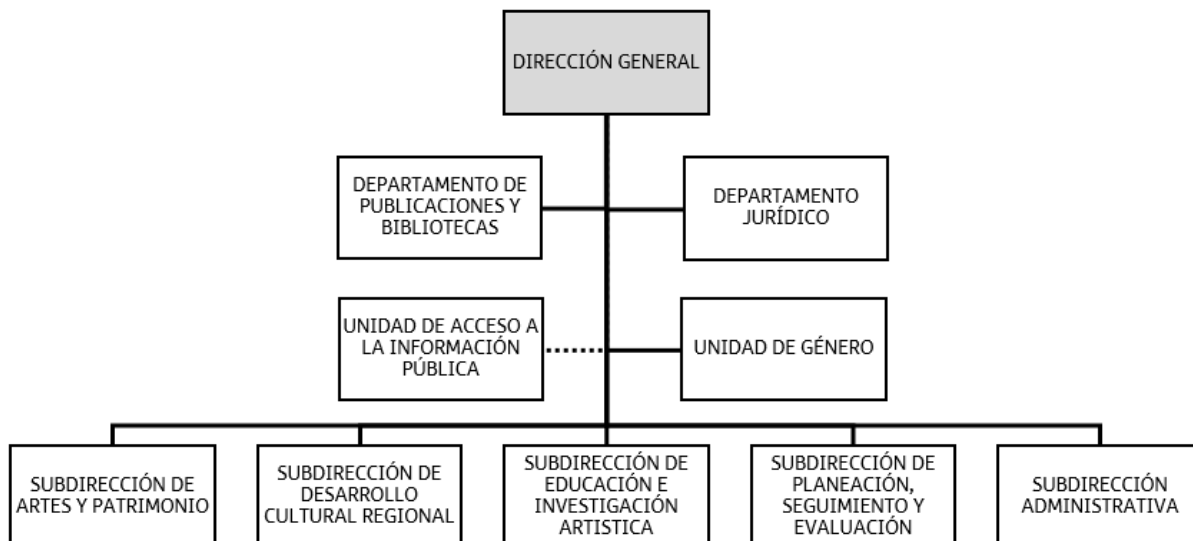 DIRECCIÓN GENERAL
DEPARTAMENTO DE
PUBLICACIONES Y
BIBLIOTECAS
DEPARTAMENTO
JURÍDICO
UNIDAD DE ACCESO A
LA INFORMACIÓN
PÚBLICA
UNIDAD DE GÉNERO
SUBDIRECCIÓN DE
ARTES Y PATRIMONIO
SUBDIRECCIÓN DE
DESARROLLO
CULTURAL REGIONAL
SUBDIRECCIÓN DE
EDUCACIÓN E
INVESTIGACIÓN
ARTISTICA
SUBDIRECCIÓN DE
PLANEACIÓN,
SEGUIMIENTO Y
EVALUACIÓN
SUBDIRECCIÓN
ADMINISTRATIVA